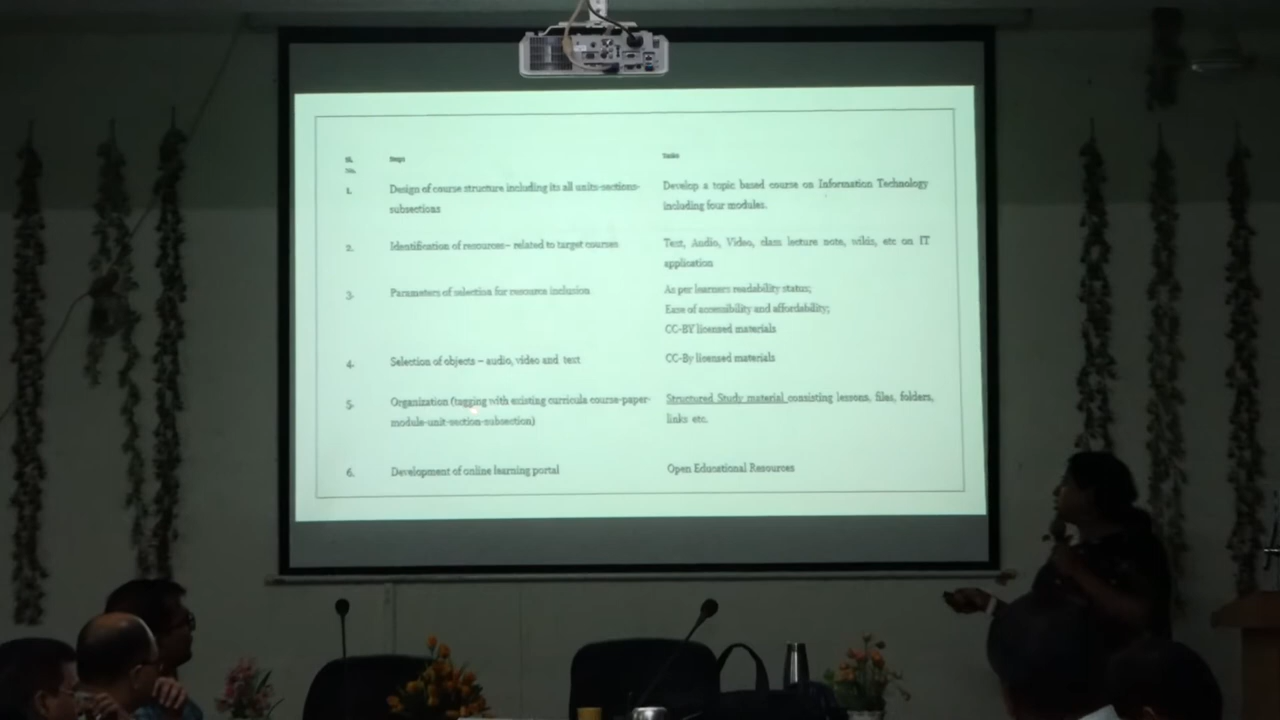 Sl. Steps Tasks
No.
1. Design of course structure including its all units-sections- Develop a topic based course on Information Technology
subsections including four modules.
2. Identification of resources– related to target courses Text, Audio, Video, class lecture note, wikis, etc on IT
application
3. Parameters of selection for resource inclusion As per learners readability status;
Ease of accessibility and affordability;
CC-BY licensed materials
4. Selection of objects – audio, video and text CC-By licensed materials
5. Organization (tagging with existing curricula course-paper- Structured Study material consisting lessons, files, folders,
module-unit-section-subsection) links etc.
6. Development of online learning portal Open Educational Resources